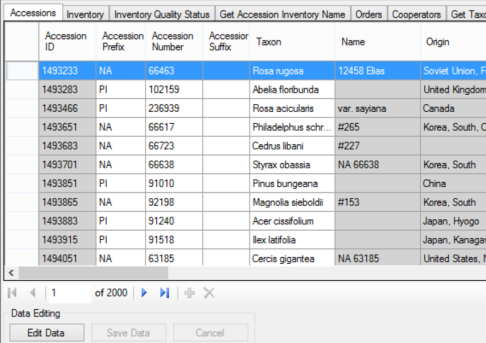 Accessions Inventory Inventory Quality Status Get Accession Inventory Name Orders Cooperators Get Taxo
Accession ID Accession Prefix Accession Number Accession Suffix Taxon Name Origin
1493233 NA 66463 Rosa rugosa 12458 Elias Soviet Union, F
1493283 PI 102159 Abelia floribunda United Kingdom
1493466 PI 236939 Rosa acicularis var. sayiana Canada
1493651 NA 66617 Philadelphus schr... #265 Korea, South, C
1493683 NA 66723 Cedrus libani #227
1493701 NA 66638 Styrax obassia NA 66638 Korea, South
1493851 PI 91010 Pinus bungeana China
1493865 NA 92198 Magnolia sieboldii #153 Korea, South
1493883 PI 91240 Acer cissifolium Japan, Hyogo
1493915 PI 91518 Ilex latifolia Japan, Kanagaw
1494051 NA 63185 Cercis gigantea NA 63185 United States, N
1 of 2000
Data Editing
Edit Data Save Data Cancel